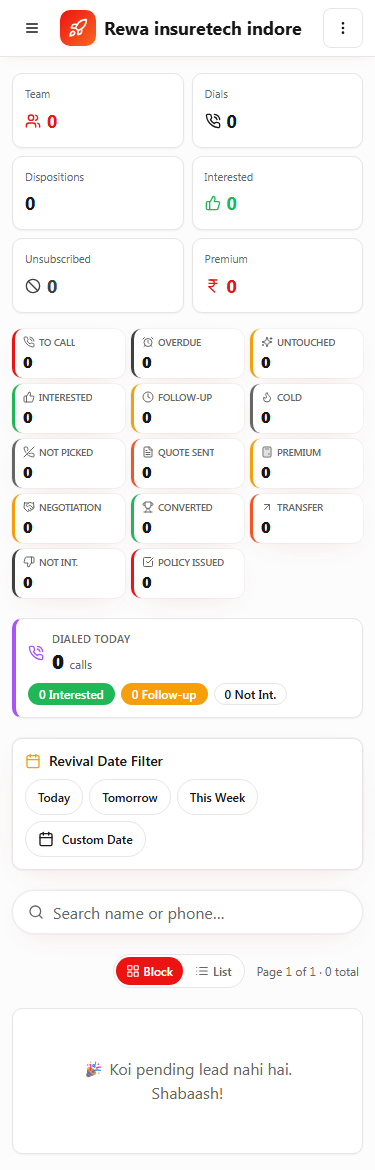 Rewa insuretech indore
Team
0
Dials
0
Dispositions
0
Interested
0
Unsubscribed
0
Premium
₹ 0
TO CALL
0
OVERDUE
0
UNTOUCHED
0
INTERESTED
0
FOLLOW-UP
0
COLD
0
NOT PICKED
0
QUOTE SENT
0
PREMIUM
0
NEGOTIATION
0
CONVERTED
0
TRANSFER
0
NOT INT.
0
POLICY ISSUED
0
DIALED TODAY
0 calls
0 Interested
0 Follow-up
0 Not Int.
Revival Date Filter
Today
Tomorrow
This Week
Custom Date
Search name or phone...
Block
List
Page 1 of 1 · 0 total
🎉 Koi pending lead nahi hai.
Shabaash!